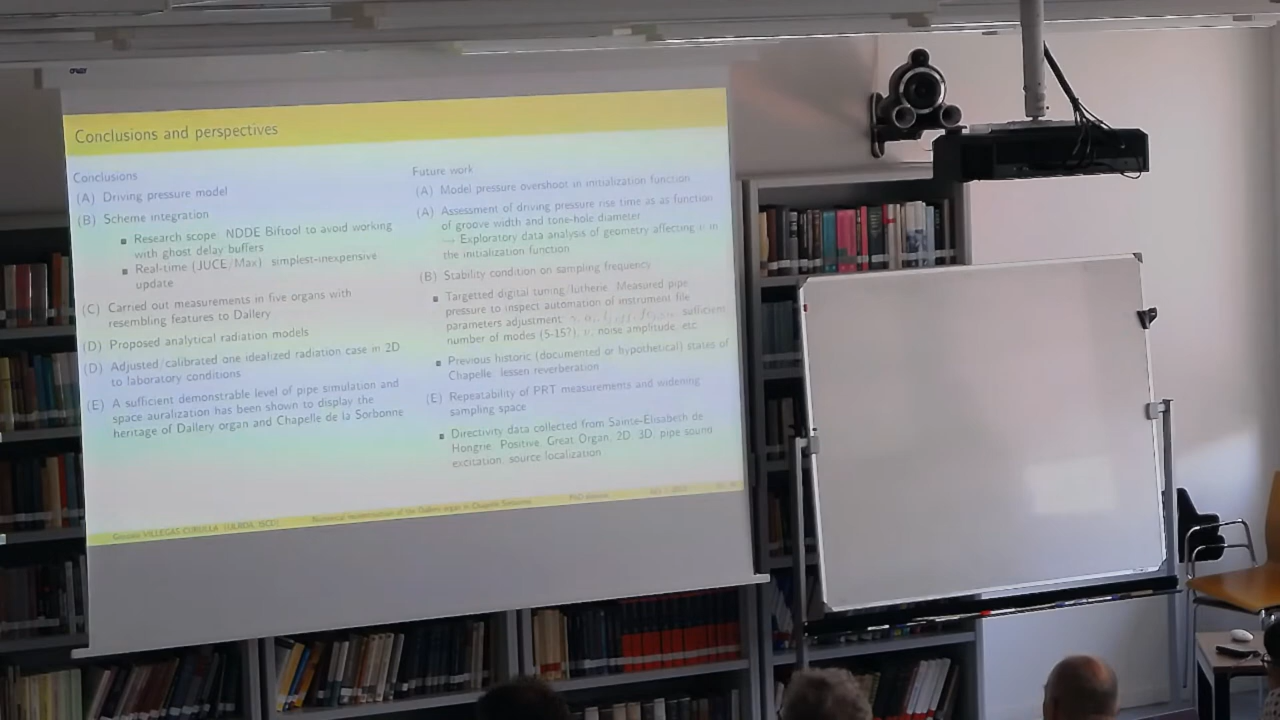 Conclusions and perspectives
Conclusions
(A) Driving pressure model
(B) Scheme integration
Research scope: NDDE Biftool to avoid working
with ghost delay buffers
Real-time (JUCE/Max): simplest-inexpensive
update
(C) Carried out measurements in five organs with
resembling features to Dallery
(D) Proposed analytical radiation models
(D) Adjusted/calibrated one idealized radiation case in 2D
to laboratory conditions
(E) A sufficient demonstrable level of pipe simulation and
space auralization has been shown to display the
heritage of Dallery organ and Chapelle de la Sorbonne
Future work
(A) Model pressure overshoot in initialization function
(A) Assessment of driving pressure rise time as as function
of groove width and tone-hole diameter
→ Exploratory data analysis of geometry affecting ν in
the initialization function
(B) Stability condition on sampling frequency
Targetted digital tuning/lutherie. Measured pipe
pressure to inspect automation of instrument file
parameters adjustment: sufficient
number of modes (5-15?), ν, noise amplitude, etc
Previous historic (documented or hypothetical) states of
Chapelle: lessen reverberation
(E) Repeatability of PRT measurements and widening
sampling space
Directivity data collected from Sainte-Elisabeth de
Hongrie: Positive, Great Organ, 2D, 3D, pipe sound
excitation, source localization.